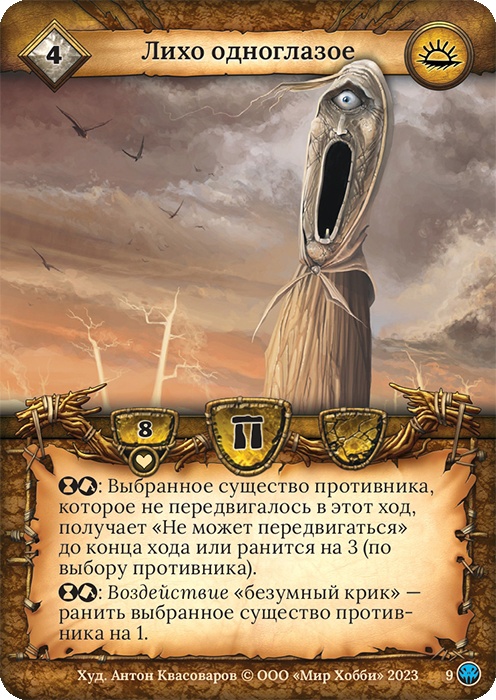 4
Лихо одноглазое
8
: Выбранное существо противника,
которое не передвигалось в этот ход,
получает «Не может передвигаться»
до конца хода или ранится на 3 (по
выбору противника).
: Воздействие «безумный крик» —
ранить выбранное существо против-
ника на 1.
Худ. Антон Квасоваров © ООО «Мир Хобби» 2023 9